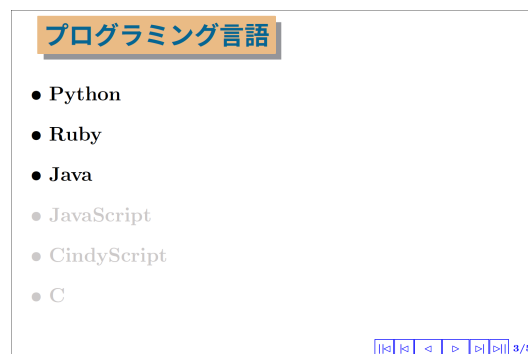 プログラミング言語
• Python
• Ruby
• Java
• JavaScript
• CindyScript
• C